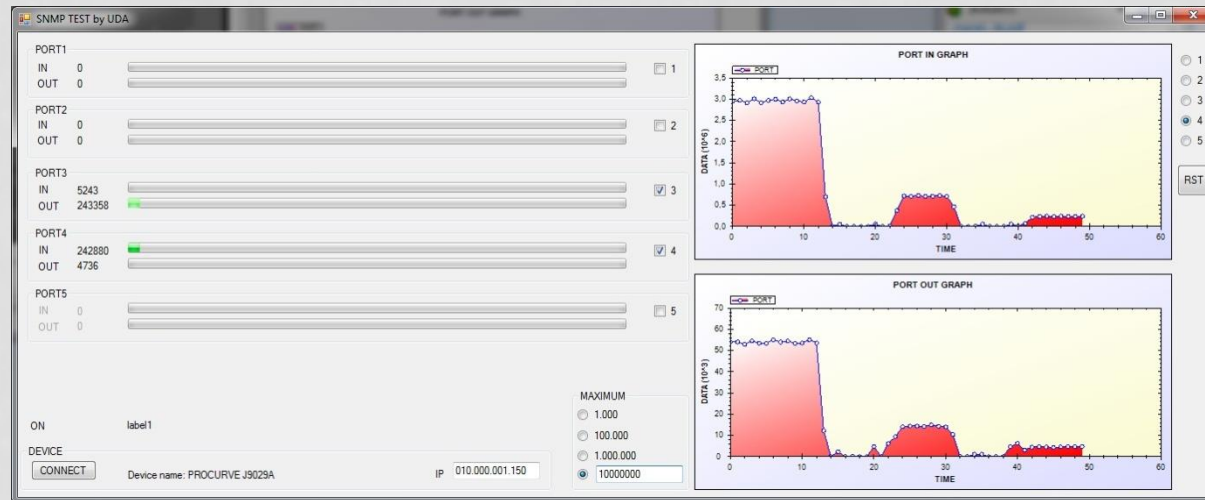 SNMP TEST by UDA
PORT1
IN 0
OUT 0
1
PORT2
IN 0
OUT 0
2
PORT3
IN 5243
OUT 243358
3
PORT4
IN 242880
OUT 4736
4
PORT5
IN 0
OUT 0
5
ON label1
DEVICE
CONNECT
Device name: PROCURVE J9029A
IP 010.000.001.150
MAXIMUM
1.000
100.000
1.000.000
10000000
PORT IN GRAPH
PORT
DATA (10^6)
3,5
3,0
2,5
2,0
1,5
1,0
0,5
0,0
0 10 20 30 40 50 60
TIME
PORT OUT GRAPH
PORT
DATA (10^3)
70
60
50
40
30
20
10
0
0 10 20 30 40 50 60
TIME
1
2
3
4
5
RST